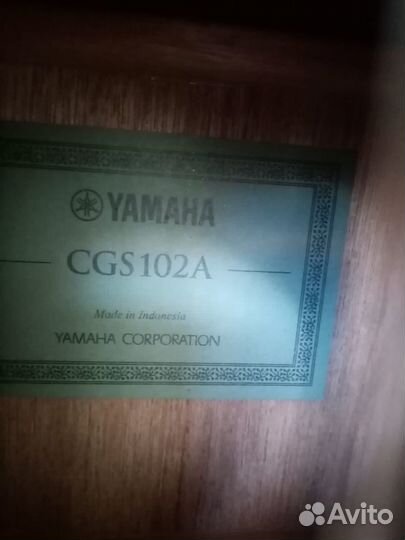 YAMAHA
CGS102A
Made in Indonesia
YAMAHA CORPORATION
Avito